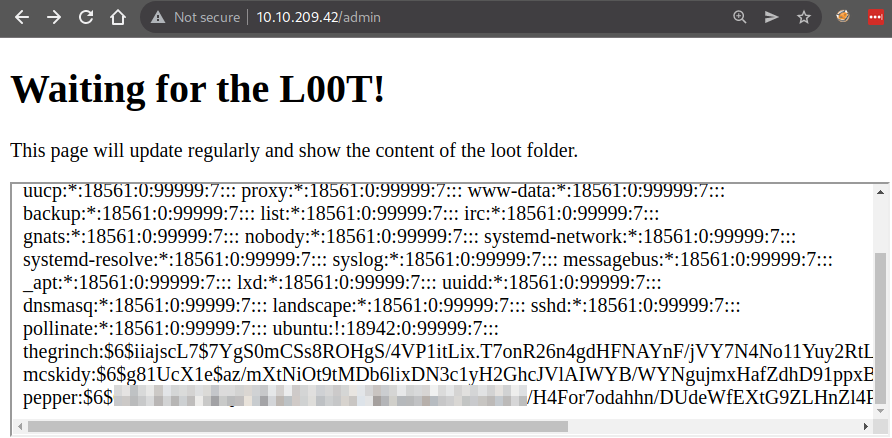 Not secure
10.10.209.42/admin
Waiting for the L00T!
This page will update regularly and show the content of the loot folder.
uucp:*:18561:0:99999:7::: proxy:*:18561:0:99999:7::: www-data:*:18561:0:99999:7:::
backup:*:18561:0:99999:7::: list:*:18561:0:99999:7::: irc:*:18561:0:99999:7:::
gnats:*:18561:0:99999:7::: nobody:*:18561:0:99999:7::: systemd-network:*:18561:0:99999:7:::
systemd-resolve:*:18561:0:99999:7::: syslog:*:18561:0:99999:7::: messagebus:*:18561:0:99999:7:::
_apt:*:18561:0:99999:7::: lxd:*:18561:0:99999:7::: uuidd:*:18561:0:99999:7:::
dnsmasq:*:18561:0:99999:7::: landscape:*:18561:0:99999:7::: sshd:*:18561:0:99999:7:::
pollinate:*:18561:0:99999:7::: ubuntu:!:18942:0:99999:7:::
thegrinch:$6$iiajscL7$7YgS0mCSs8ROHgS/4VP1itLix.T7onR26n4gdHFNAYnF/jVY7N4No11Yuy2RtL
mcskidy:$6$g81UcX1e$az/mXtNiOt9tMDb6lixDN3c1yH2GhcJVlAIWYB/WYNgujmxHafZdhD91ppxB
pepper:$6$ /H4For7odahhn/DUdeWfEXtG9ZLHnZl4F